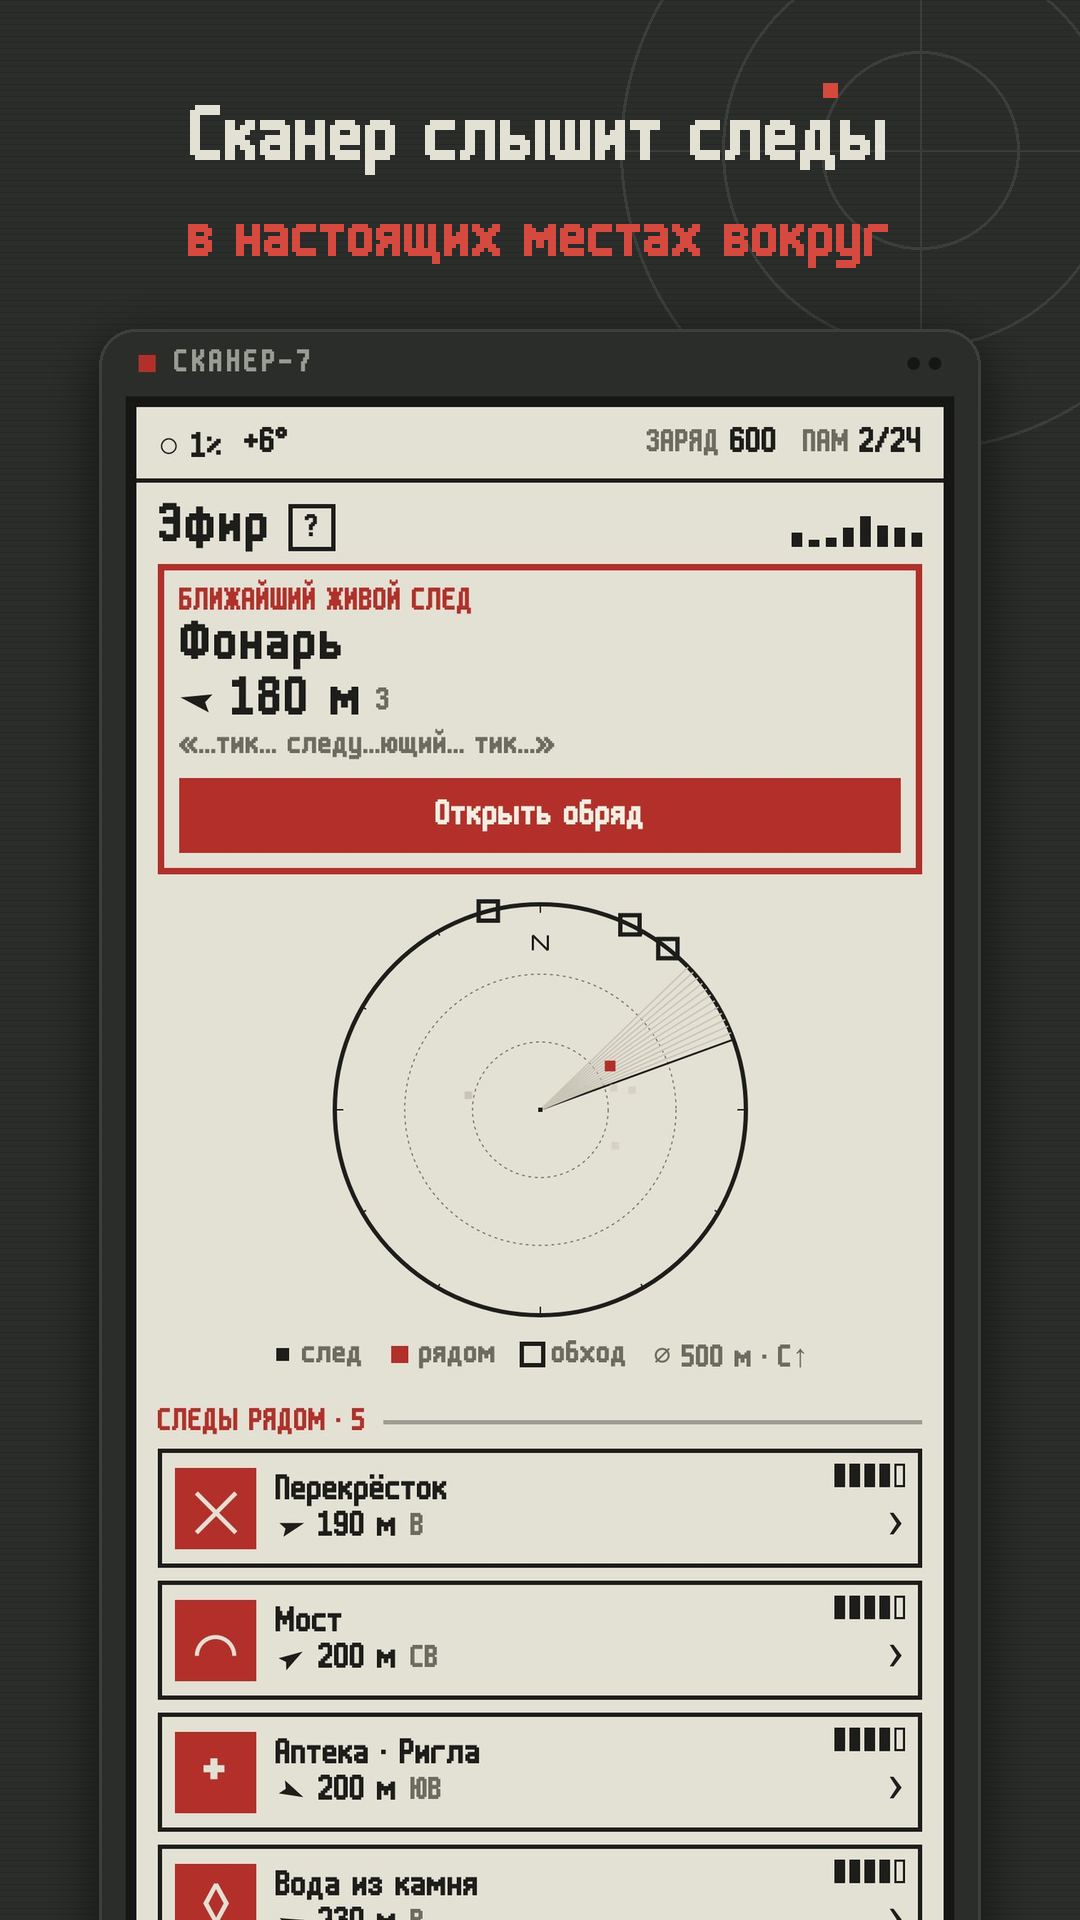 Сканер слышит следы
в настоящих местах вокруг
СКАНЕР-7
○ 1% +6° ЗАРЯД 600 ПАМ 2/24
Эфир ?
БЛИЖАЙШИЙ ЖИВОЙ СЛЕД
Фонарь
180 м З
«…тик… следу…ющий… тик…»
Открыть обряд
N
след рядом обход ⌀ 500 м · С↑
СЛЕДЫ РЯДОМ · 5
Перекрёсток
190 м В
Мост
200 м СВ
Аптека · Ригла
200 м ЮВ
Вода из камня
230 м В